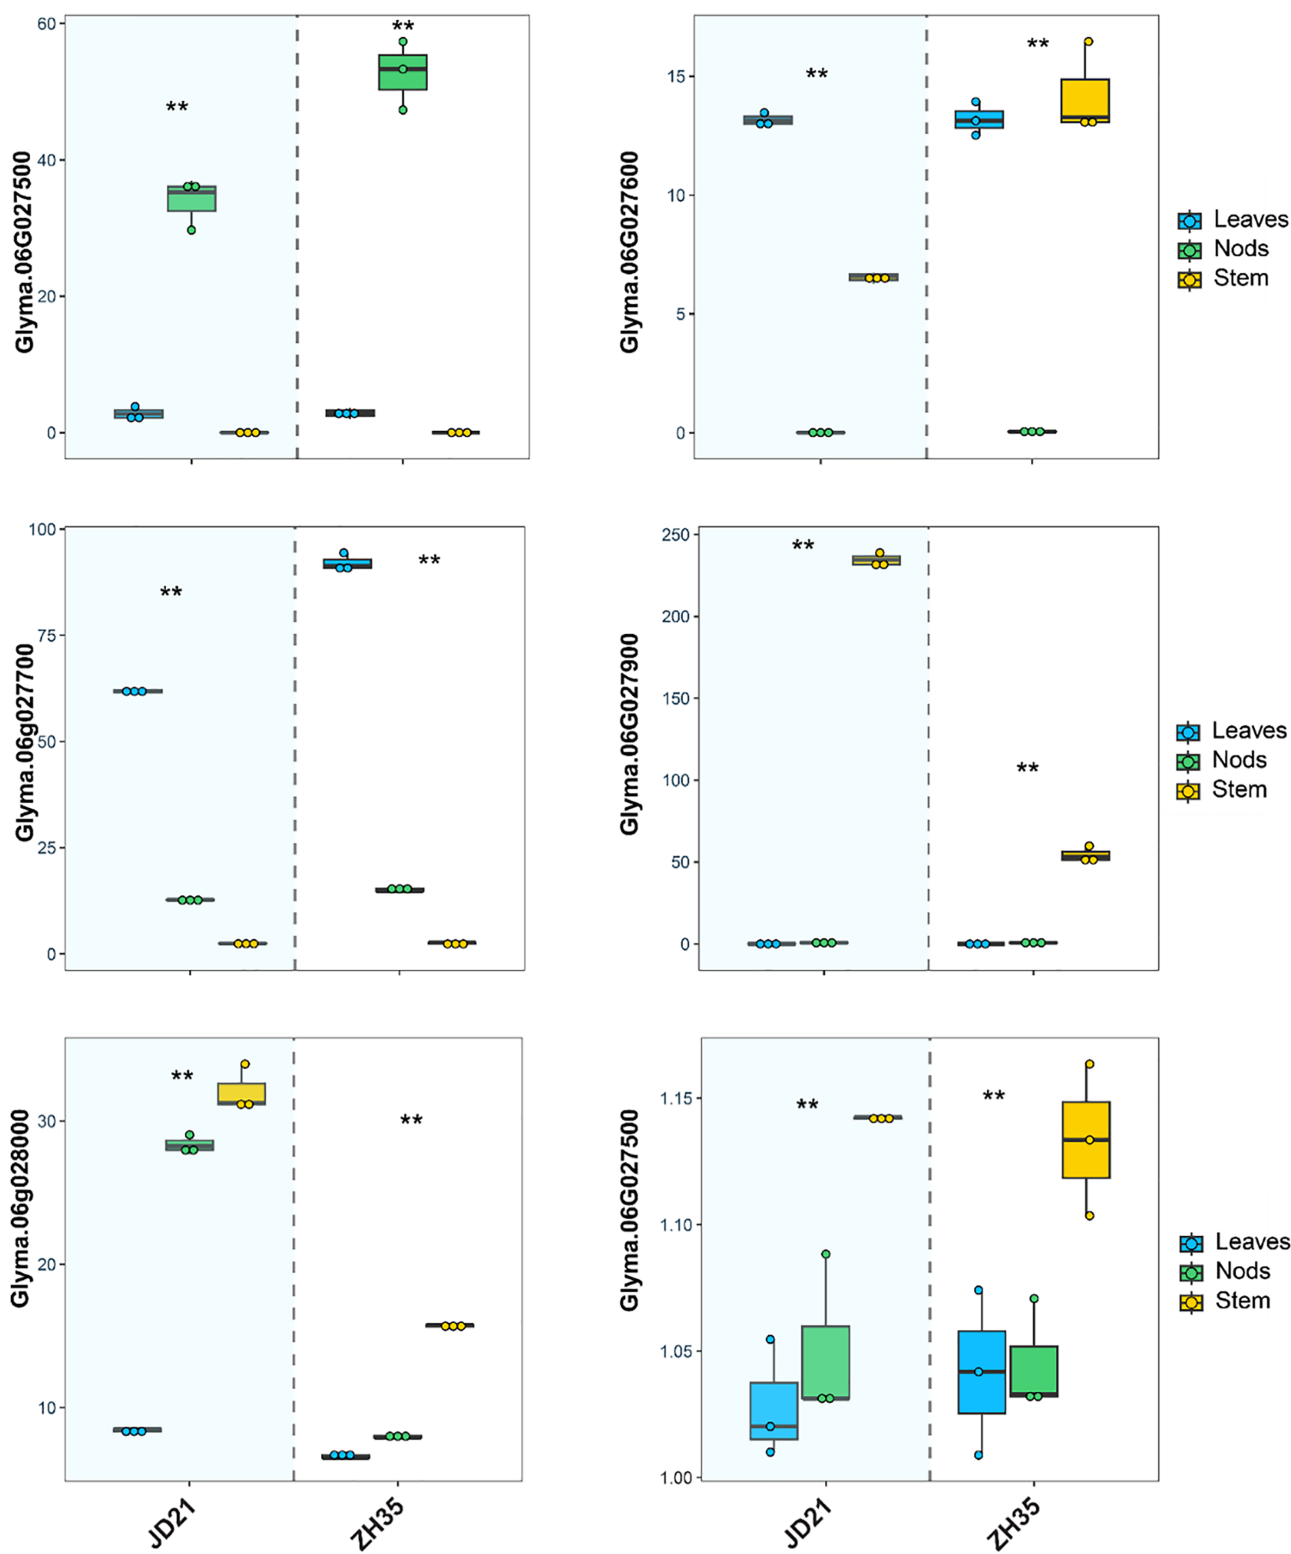 Glyma.06G027500
60
40
20
0
**
**
Glyma.06G027600
15
10
5
0
**
**
Leaves
Nods
Stem
Glyma.06g027700
100
75
50
25
0
**
**
Glyma.06G027900
250
200
150
100
50
0
**
**
Leaves
Nods
Stem
Glyma.06g028000
30
20
10
**
**
JD21
ZH35
Glyma.06G027500
1.15
1.10
1.05
1.00
**
**
JD21
ZH35
Leaves
Nods
Stem